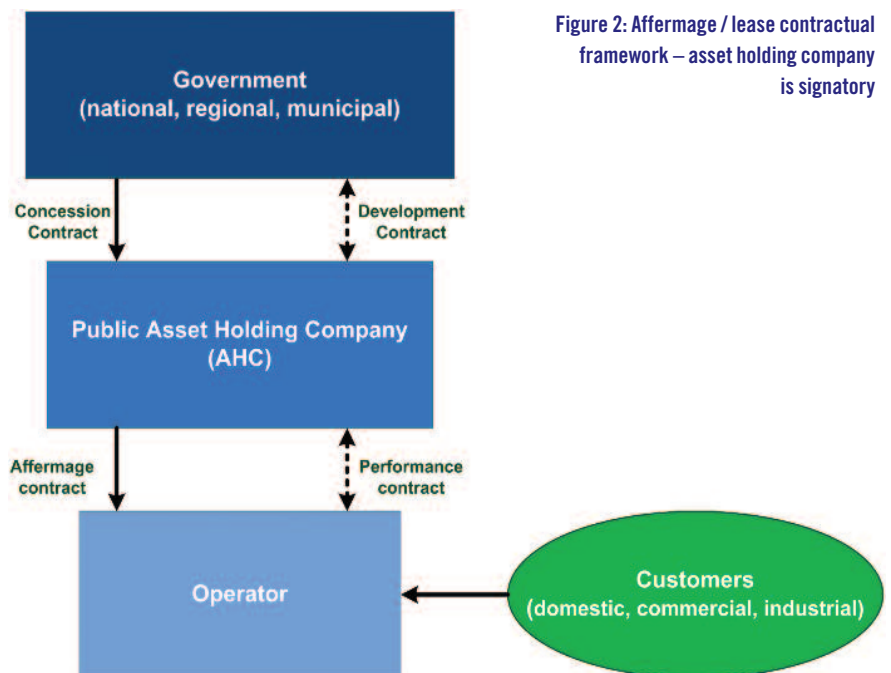 Figure 2: Affermage / lease contractual
framework – asset holding company
is signatory
Government
(national, regional, municipal)
Concession
Contract
Development
Contract
Public Asset Holding Company
(AHC)
Affermage
contract
Performance
contract
Operator
Customers
(domestic, commercial, industrial)